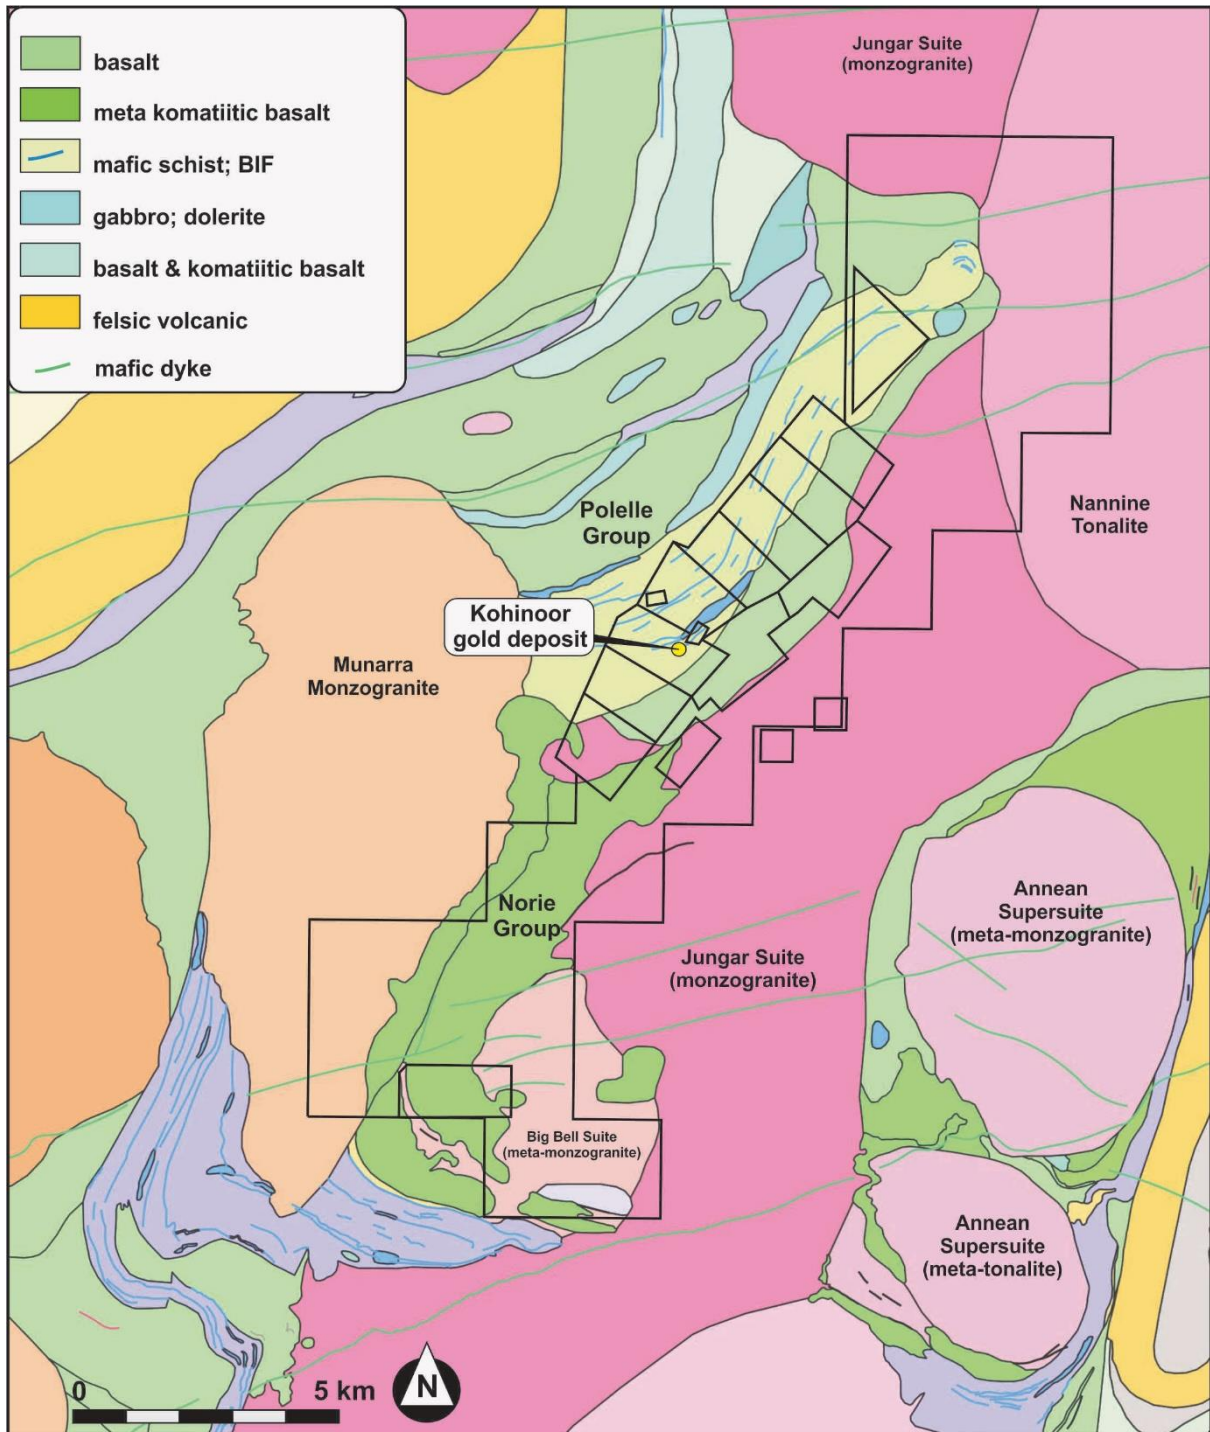 basalt
meta komatiitic basalt
mafic schist; BIF
gabbro; dolerite
basalt & komatiitic basalt
felsic volcanic
mafic dyke
Jungar Suite
(monzogranite)
Nannine
Tonalite
Polelle
Group
Kohinoor
gold deposit
Munarra
Monzogranite
Norie
Group
Jungar Suite
(monzogranite)
Annean
Supersuite
(meta-monzogranite)
Big Bell Suite
(meta-monzogranite)
Annean
Supersuite
(meta-tonalite)
0 5 km
N